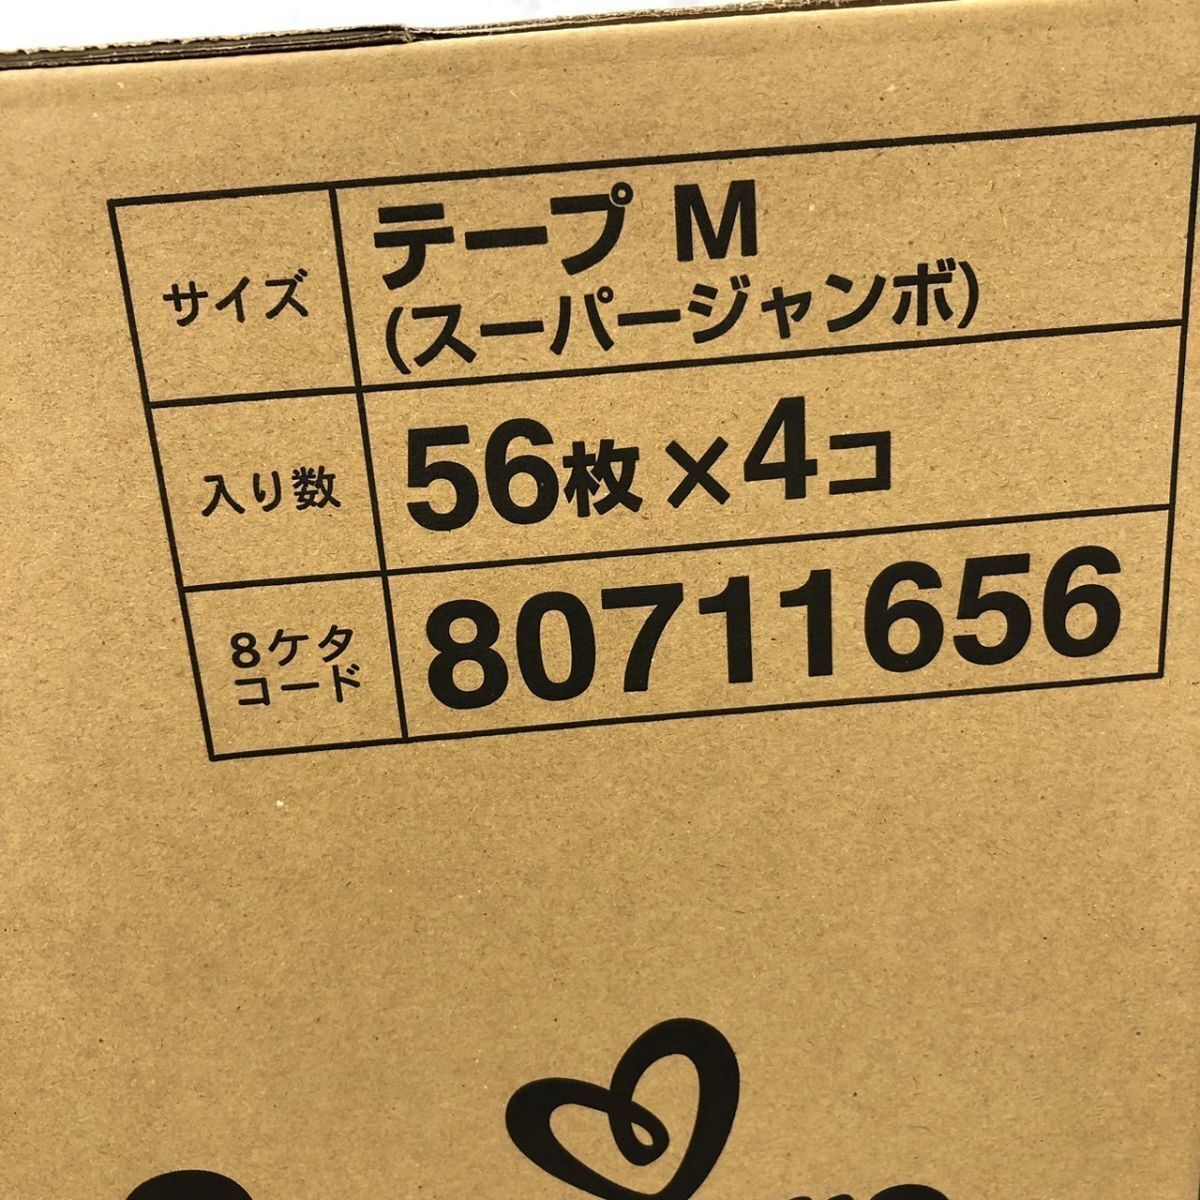 サイズ
テープ M
(スーパージャンボ)
入り数
56枚×4コ
8ケタ
コード
80711656